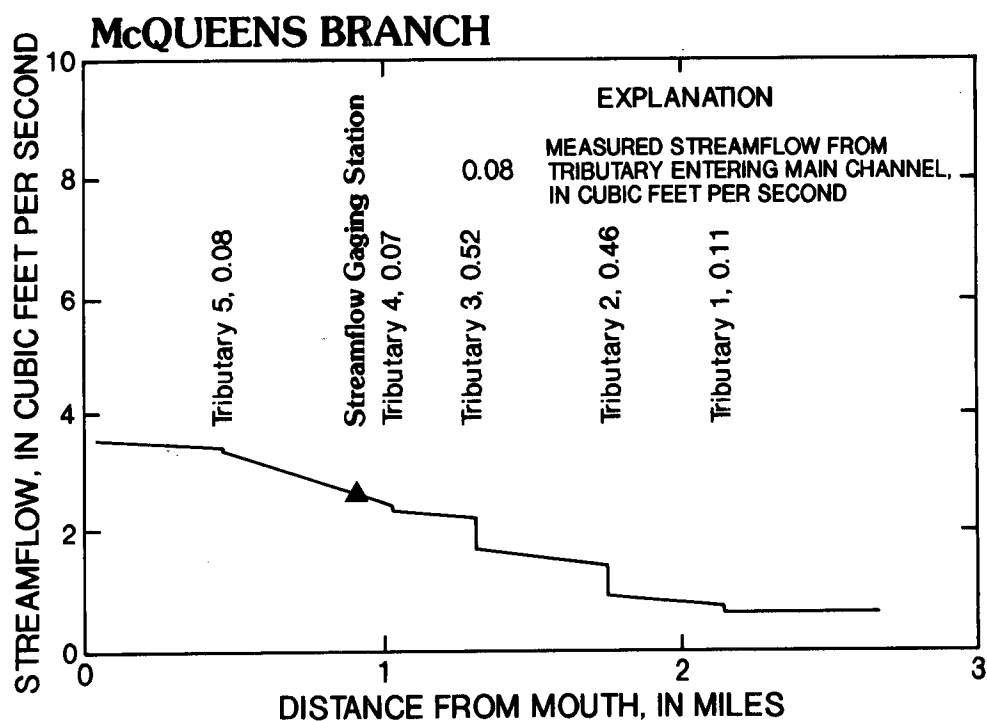 McQUEENS BRANCH
STREAMFLOW, IN CUBIC FEET PER SECOND
10
8
6
4
2
0
EXPLANATION
0.08
MEASURED STREAMFLOW FROM
TRIBUTARY ENTERING MAIN CHANNEL,
IN CUBIC FEET PER SECOND
Tributary 5, 0.08
Streamflow Gaging Station
Tributary 4, 0.07
Tributary 3, 0.52
Tributary 2, 0.46
Tributary 1, 0.11
0
1
2
3
DISTANCE FROM MOUTH, IN MILES